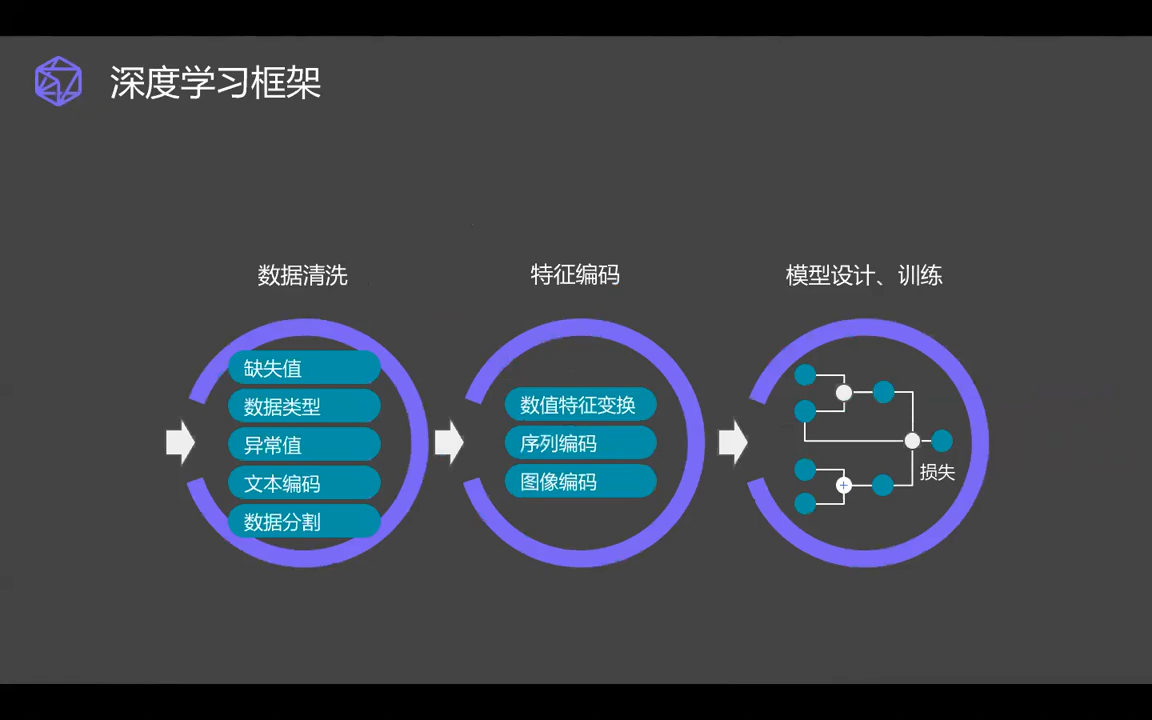 深度学习框架
数据清洗
特征编码
模型设计、训练
缺失值
数据类型
异常值
文本编码
数据分割
数值特征变换
序列编码
图像编码
+
损失